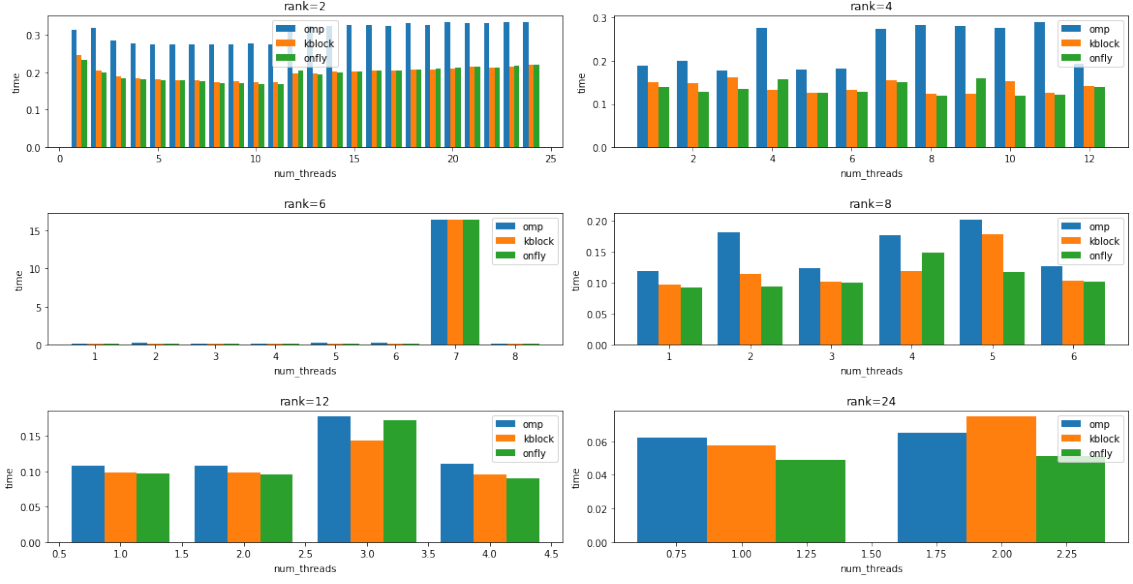 rank=2
0.3
0.2
0.1
0.0
time
omp
kblock
onfly
0 5 10 15 20 25
num_threads
rank=4
0.3
0.2
0.1
0.0
time
omp
kblock
onfly
2 4 6 8 10 12
num_threads
rank=6
15
10
5
0
time
omp
kblock
onfly
1 2 3 4 5 6 7 8
num_threads
rank=8
0.20
0.15
0.10
0.05
0.00
time
omp
kblock
onfly
1 2 3 4 5 6
num_threads
rank=12
0.15
0.10
0.05
0.00
time
omp
kblock
onfly
0.5 1.0 1.5 2.0 2.5 3.0 3.5 4.0 4.5
num_threads
rank=24
0.06
0.04
0.02
0.00
time
omp
kblock
onfly
0.75 1.00 1.25 1.50 1.75 2.00 2.25
num_threads